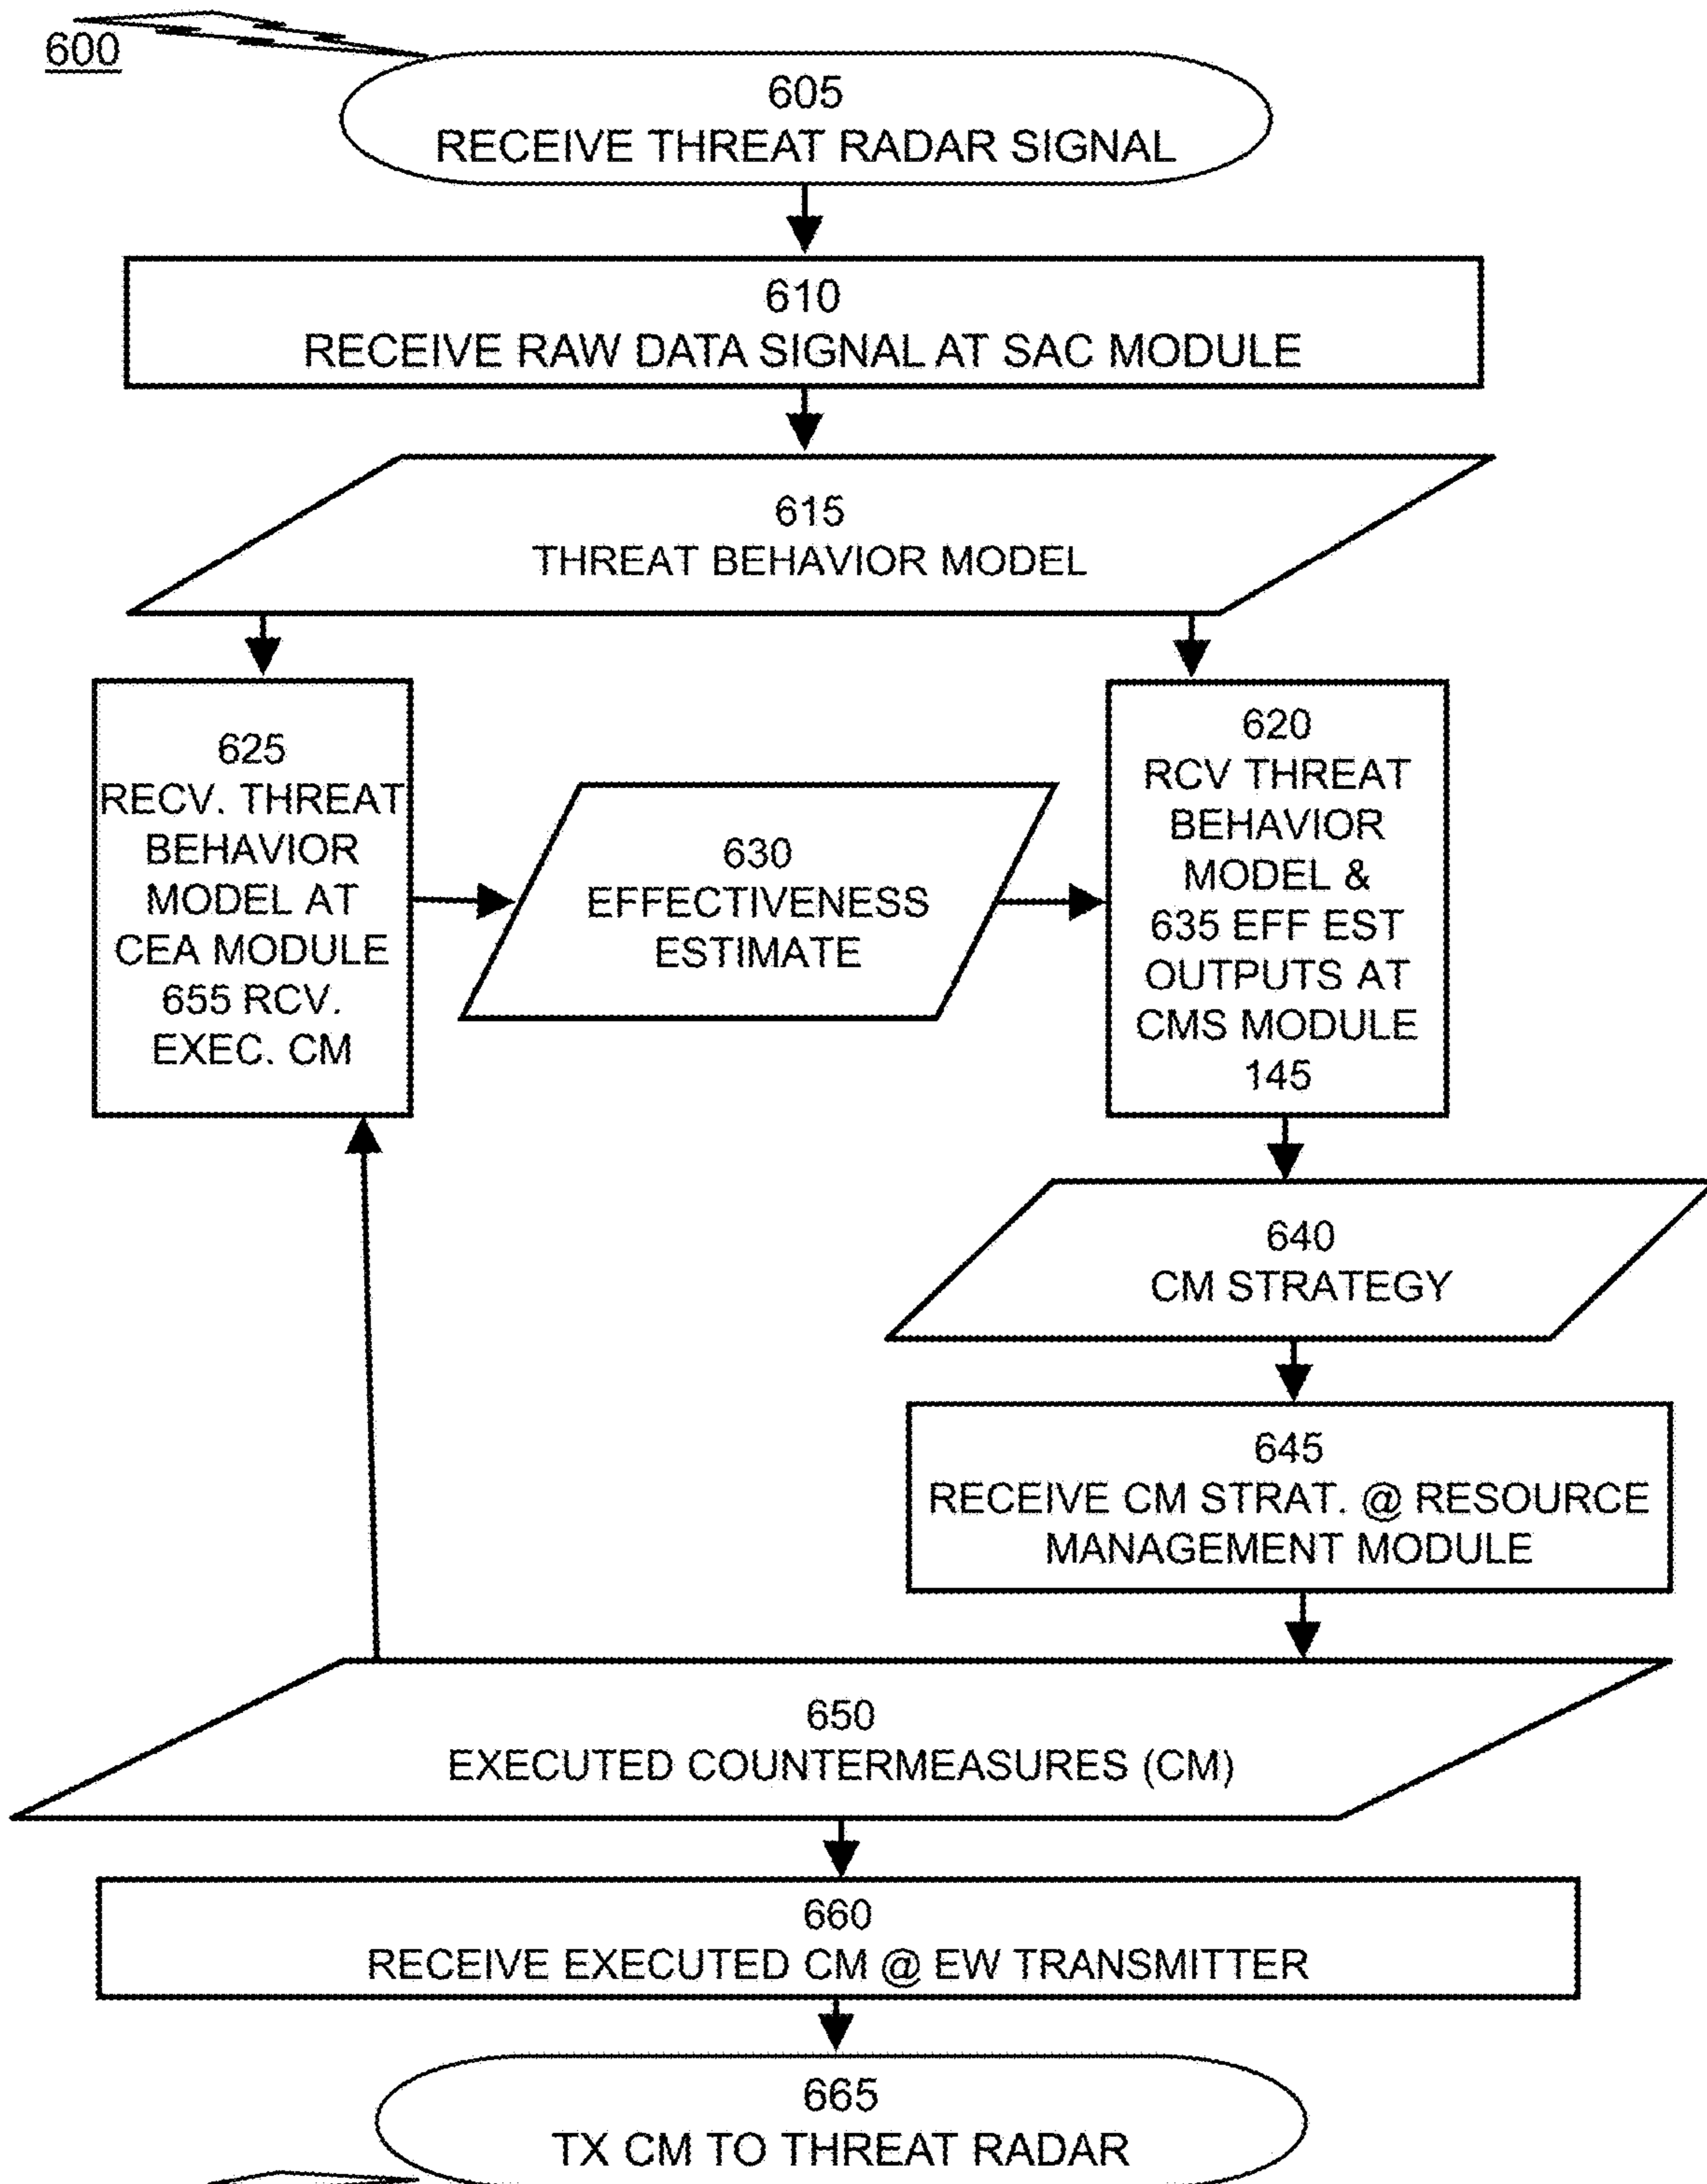 600
605
RECEIVE THREAT RADAR SIGNAL
610
RECEIVE RAW DATA SIGNAL AT SAC MODULE
615
THREAT BEHAVIOR MODEL
625
RECV. THREAT
BEHAVIOR
MODEL AT
CEA MODULE
655 RCV.
EXEC. CM
630
EFFECTIVENESS
ESTIMATE
620
RCV THREAT
BEHAVIOR
MODEL &
635 EFF EST
OUTPUTS AT
CMS MODULE
145
640
CM STRATEGY
645
RECEIVE CM STRAT. @ RESOURCE
MANAGEMENT MODULE
650
EXECUTED COUNTERMEASURES (CM)
660
RECEIVE EXECUTED CM @ EW TRANSMITTER
665
TX CM TO THREAT RADAR